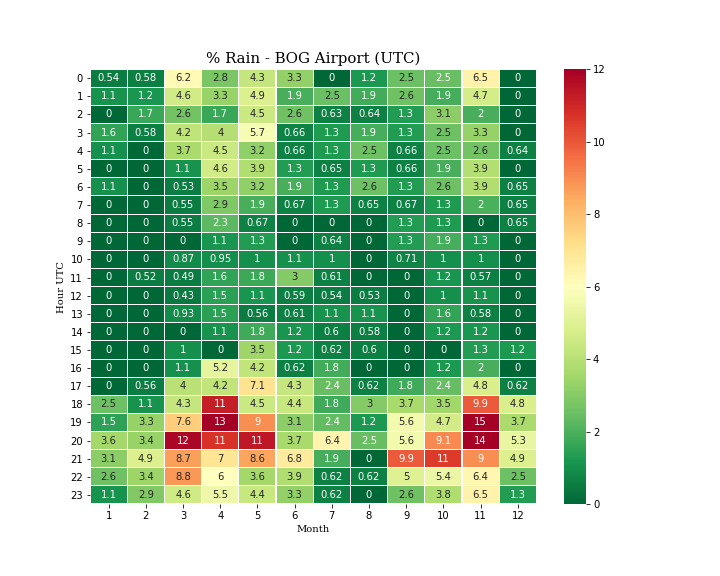 % Rain - BOG Airport (UTC)
0 0.54 0.58 6.2 2.8 4.3 3.3 0 1.2 2.5 2.5 6.5 0
1 1.1 1.2 4.6 3.3 4.9 1.9 2.5 1.9 2.6 1.9 4.7 0
2 0 1.7 2.6 1.7 4.5 2.6 0.63 0.64 1.3 3.1 2 0
3 1.6 0.58 4.2 4 5.7 0.66 1.3 1.9 1.3 2.5 3.3 0
4 1.1 0 3.7 4.5 3.2 0.66 1.3 2.5 0.66 2.5 2.6 0.64
5 0 0 1.1 4.6 3.9 1.3 0.65 1.3 0.66 1.9 3.9 0
6 1.1 0 0.53 3.5 3.2 1.9 1.3 2.6 1.3 2.6 3.9 0.65
7 0 0 0.55 2.9 1.9 0.67 1.3 0.65 0.67 1.3 2 0.65
8 0 0 0.55 2.3 0.67 0 0 0 1.3 1.3 0 0.65
9 0 0 0 1.1 1.3 0 0.64 0 1.3 1.9 1.3 0
10 0 0 0.87 0.95 1 1.1 1 0 0.71 1 1 0
11 0 0.52 0.49 1.6 1.8 3 0.61 0 0 1.2 0.57 0
12 0 0 0.43 1.5 1.1 0.59 0.54 0.53 0 1 1.1 0
13 0 0 0.93 1.5 0.56 0.61 1.1 1.1 0 1.6 0.58 0
14 0 0 0 1.1 1.8 1.2 0.6 0.58 0 1.2 1.2 0
15 0 0 1 0 3.5 1.2 0.62 0.6 0 0 1.3 1.2
16 0 0 1.1 5.2 4.2 0.62 1.8 0 0 1.2 2 0
17 0 0.56 4 4.2 7.1 4.3 2.4 0.62 1.8 2.4 4.8 0.62
18 2.5 1.1 4.3 11 4.5 4.4 1.8 3 3.7 3.5 9.9 4.8
19 1.5 3.3 7.6 13 9 3.1 2.4 1.2 5.6 4.7 15 3.7
20 3.6 3.4 12 11 11 3.7 6.4 2.5 5.6 9.1 14 5.3
21 3.1 4.9 8.7 7 8.6 6.8 1.9 0 9.9 11 9 4.9
22 2.6 3.4 8.8 6 3.6 3.9 0.62 0.62 5 5.4 6.4 2.5
23 1.1 2.9 4.6 5.5 4.4 3.3 0.62 0 2.6 3.8 6.5 1.3
1 2 3 4 5 6 7 8 9 10 11 12
Month
Hour UTC
12
10
8
6
4
2
0